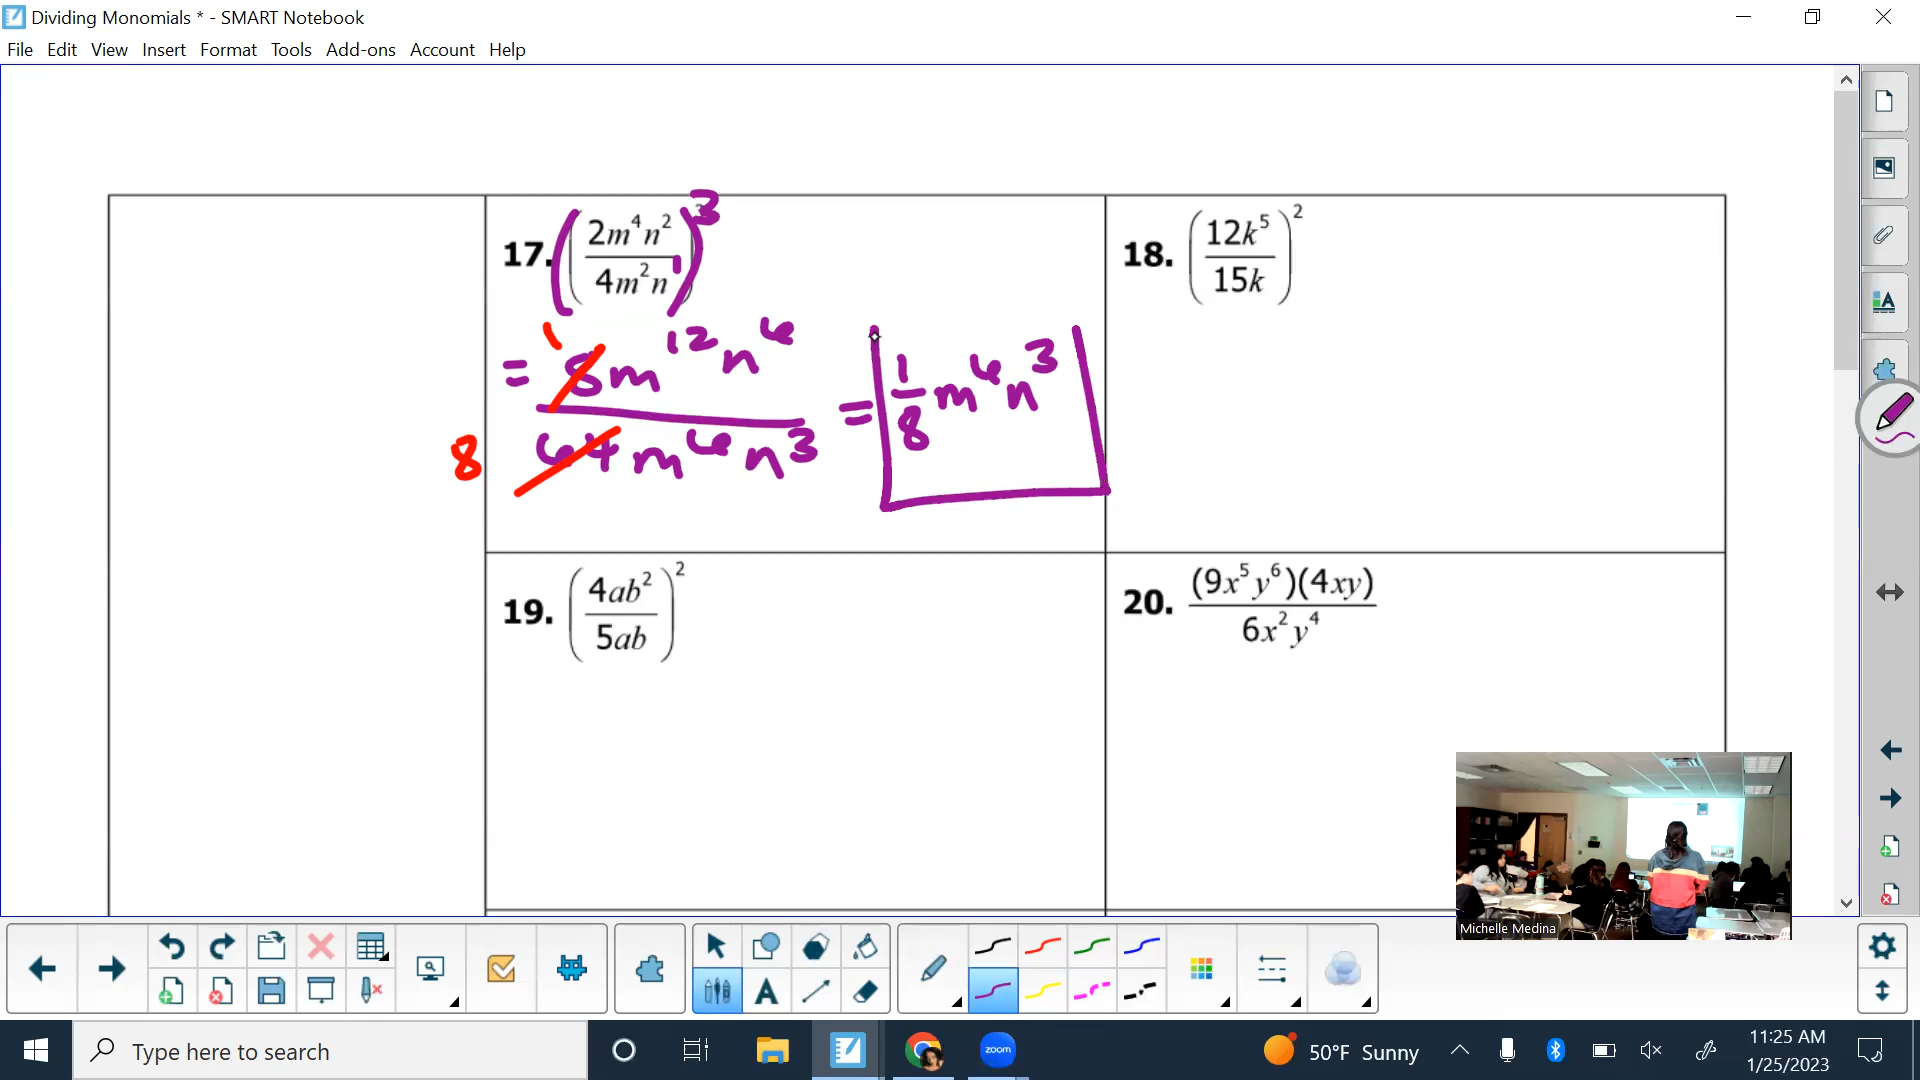 Dividing Monomials * - SMART Notebook
File Edit View Insert Format Tools Add-ons Account Help
17. (2m⁴n² / 4m²n¹)³
= 8m¹²n⁶ / 64m⁶n³ = 1/8 m⁶n³
1
8
18. (12k⁵ / 15k)²
19. (4ab² / 5ab)²
20. (9x⁵y⁶)(4xy) / 6x²y⁴
Michelle Medina
A
Type here to search
zoom
50°F Sunny
11:25 AM
1/25/2023